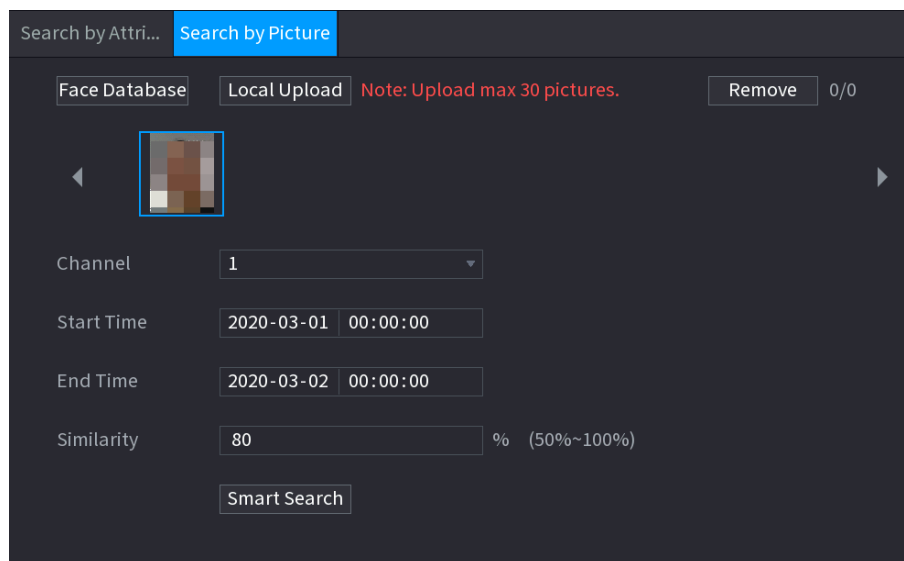 Search by Attri... Search by Picture
Face Database Local Upload Note: Upload max 30 pictures. Remove 0/0
Channel 1
Start Time 2020-03-01 00:00:00
End Time 2020-03-02 00:00:00
Similarity 80 % (50%~100%)
Smart Search